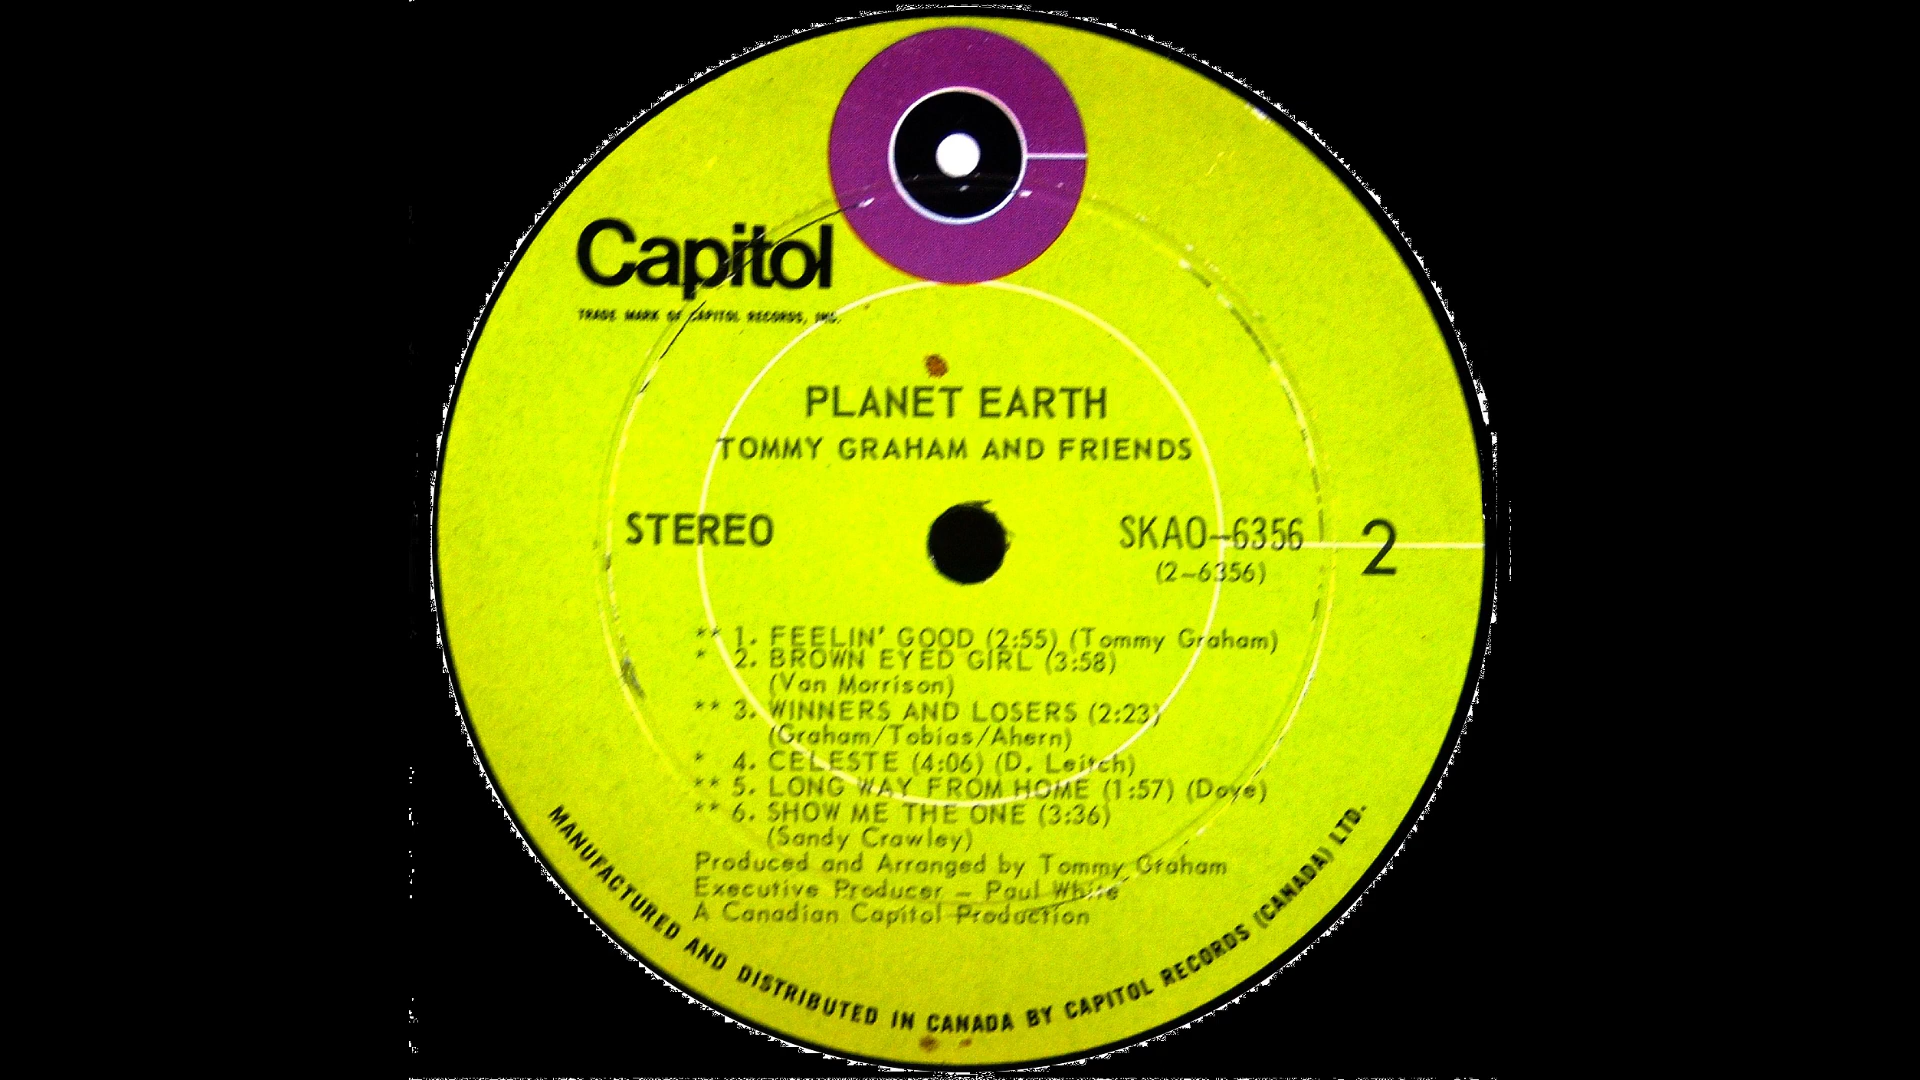 Capitol
TRADE MARK OF CAPITOL RECORDS, INC.
PLANET EARTH
TOMMY GRAHAM AND FRIENDS
STEREO
SKAO-6356
2
(2-6356)
** 1. FEELIN' GOOD (2:55) (Tommy Graham)
* 2. BROWN EYED GIRL (3:58)
(Van Morrison)
** 3. WINNERS AND LOSERS (2:23)
(Graham/Tobias/Ahern)
* 4. CELESTE (4:06) (D. Leitch)
** 5. LONG WAY FROM HOME (1:57) (Doye)
** 6. SHOW ME THE ONE (3:36)
(Sandy Crawley)
Produced and Arranged by Tommy Graham
Executive Producer - Paul White
A Canadian Capitol Production
MANUFACTURED AND DISTRIBUTED IN CANADA BY CAPITOL RECORDS (CANADA) LTD.